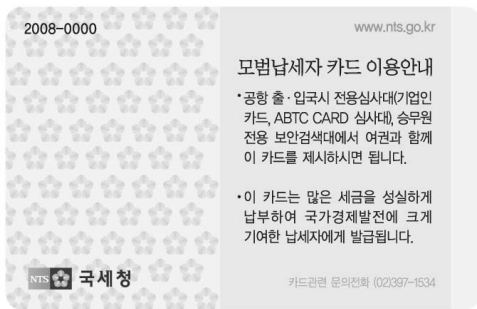 2008-0000
www.nts.go.kr
모범납세자 카드 이용안내
•공항 출·입국시 전용심사대(기업인
카드, ABTC CARD 심사대), 승무원
전용 보안검색대에서 여권과 함께
이 카드를 제시하시면 됩니다.
•이 카드는 많은 세금을 성실하게
납부하여 국가경제발전에 크게
기여한 납세자에게 발급됩니다.
NTS 국세청
카드관련 문의전화 (02)397-1534